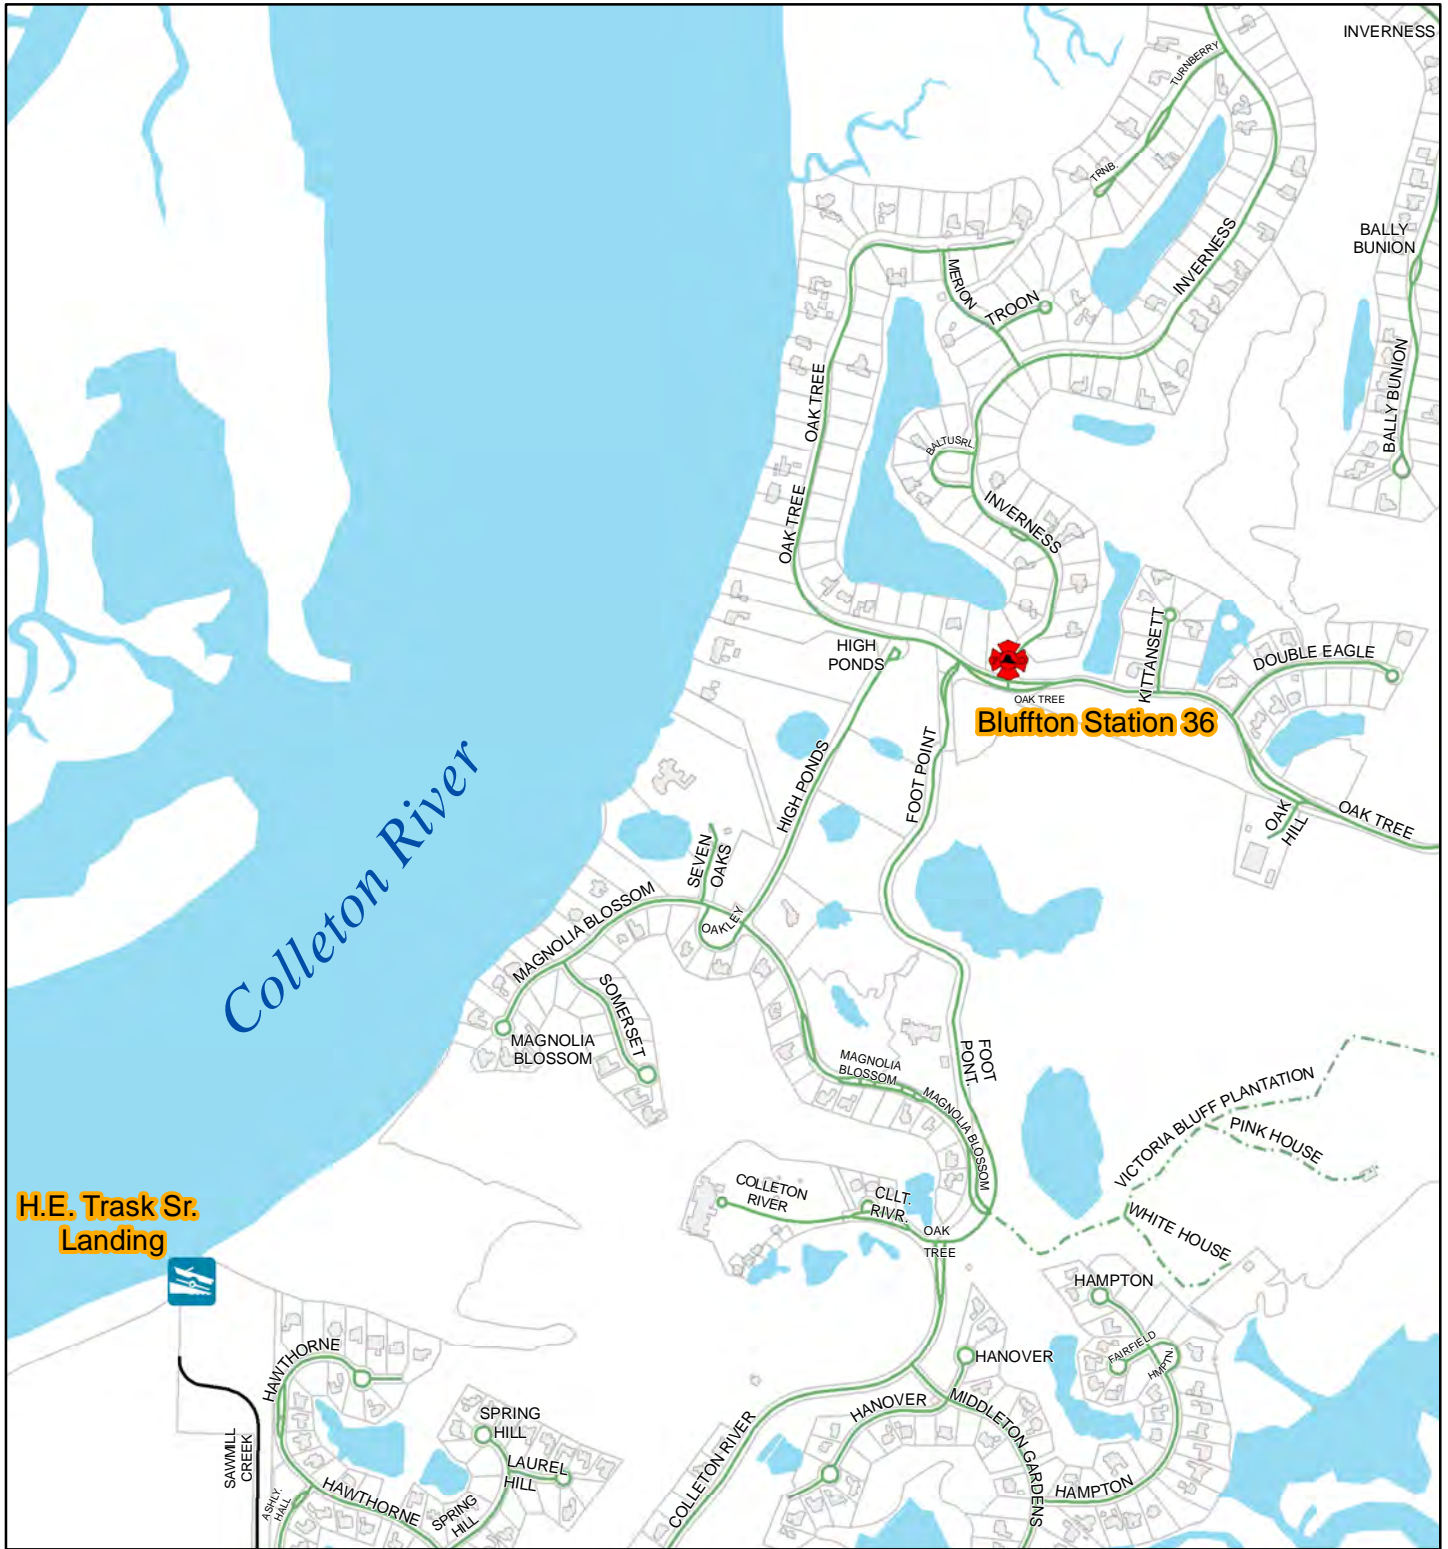 INVERNESS
TURNBERRY
TRNB.
INVERNESS
BALLY
BUNION
MERION
TROON
BALLY BUNION
OAK TREE
BALTUSRL.
OAK TREE
INVERNESS
HIGH
PONDS
KITTANSETT
DOUBLE EAGLE
OAK TREE
Bluffton Station 36
Colleton River
HIGH PONDS
FOOT POINT
OAK
HILL
OAK TREE
SEVEN
OAKS
MAGNOLIA BLOSSOM
OAKLEY
SOMERSET
MAGNOLIA
BLOSSOM
MAGNOLIA
BLOSSOM
FOOT
PONT.
MAGNOLIA BLOSSOM
VICTORIA BLUFF PLANTATION
PINK HOUSE
COLLETON
RIVER
CLLT.
RIVR.
OAK
TREE
WHITE HOUSE
H.E. Trask Sr.
Landing
HAMPTON
HAWTHORNE
HANOVER
FAIRFIELD
HMPTN.
HANOVER
MIDDLETON GARDENS
SPRING
HILL
COLLETON RIVER
SAWMILL
CREEK
LAUREL
HILL
HAWTHORNE
ASHLY.
HALL
SPRING
HILL
HAMPTON